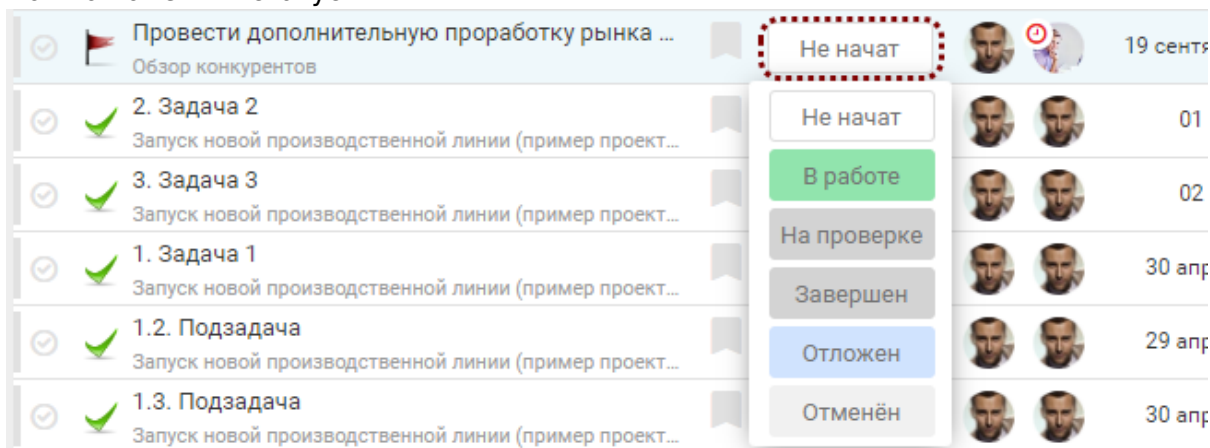 Провести дополнительную проработку рынка ...
Обзор конкурентов
Не начат
19 сентя
2. Задача 2
Запуск новой производственной линии (пример проект...
01
3. Задача 3
Запуск новой производственной линии (пример проект...
02
1. Задача 1
Запуск новой производственной линии (пример проект...
30 апр
1.2. Подзадача
Запуск новой производственной линии (пример проект...
29 апр
1.3. Подзадача
Запуск новой производственной линии (пример проект...
30 апр
Не начат
В работе
На проверке
Завершен
Отложен
Отменён